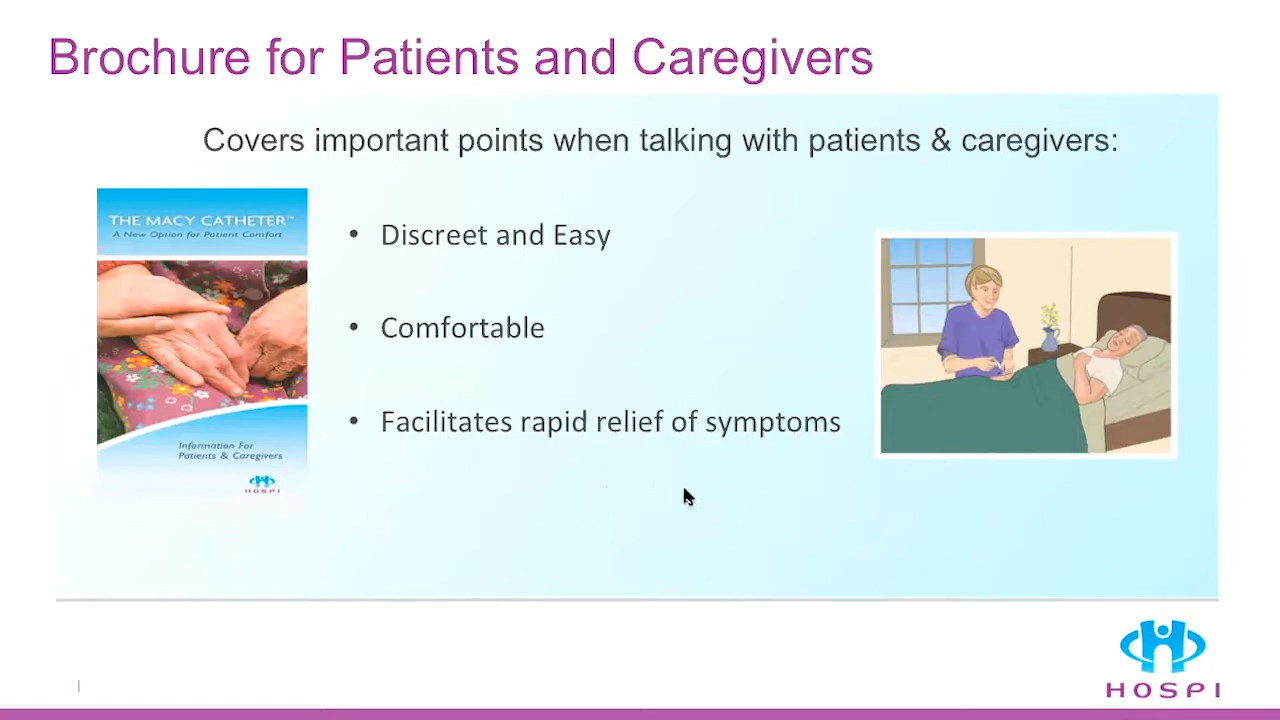 Brochure for Patients and Caregivers
Covers important points when talking with patients & caregivers:
THE MACY CATHETER™
A New Option for Patient Comfort
Information For
Patients & Caregivers
HOSPI
• Discreet and Easy
• Comfortable
• Facilitates rapid relief of symptoms
HOSPI